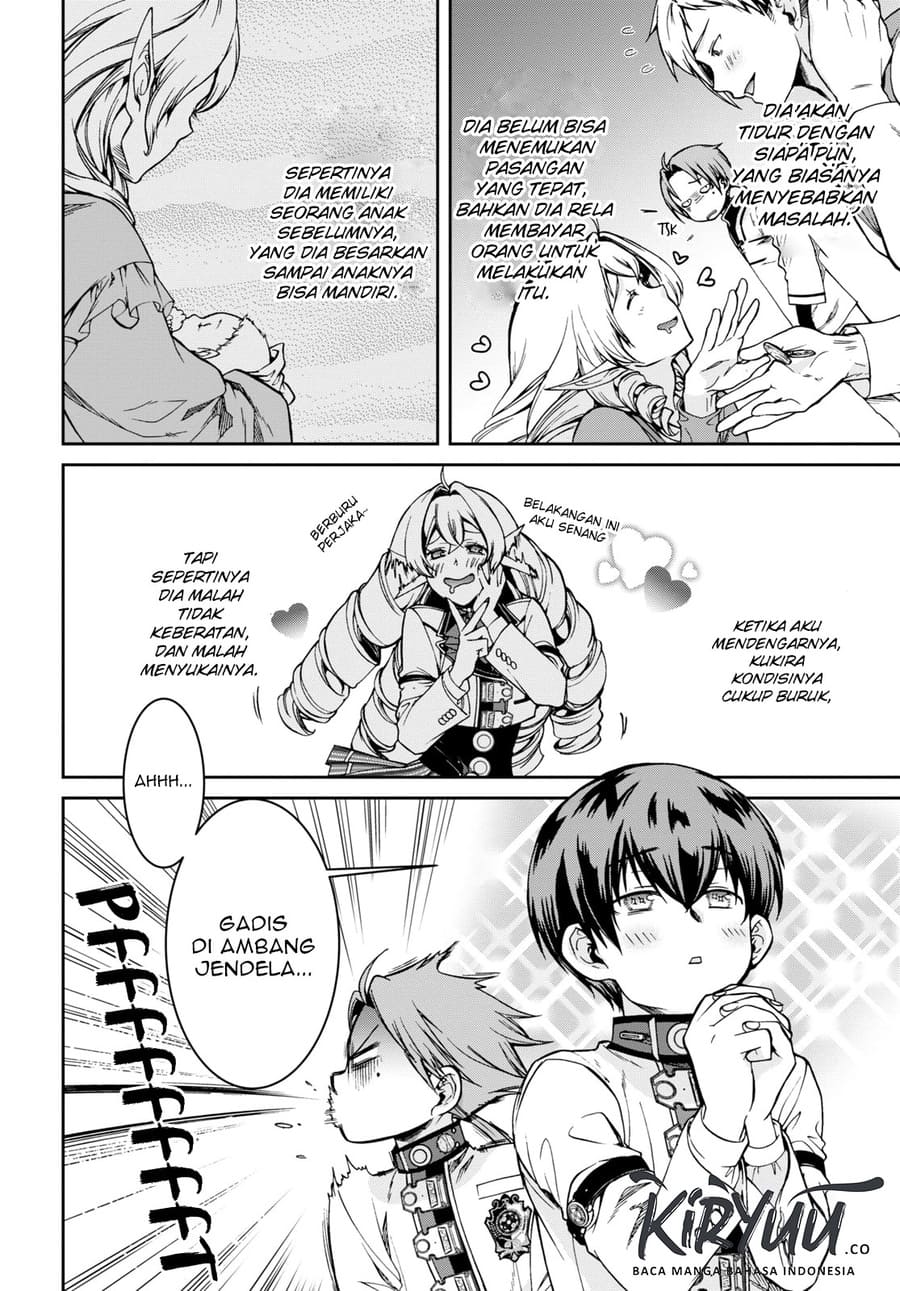 DIA AKAN
TIDUR DENGAN
SIAPA PUN,
YANG BIASANYA
MENYEBABKAN
MASALAH.
TSK
DIA BELUM BISA
MENEMUKAN
PASANGAN
YANG TEPAT,
BAHKAN DIA RELA
MEMBAYAR
ORANG UNTUK
MELAKUKAN
ITU.
SEPERTINYA
DIA MEMILIKI
SEORANG ANAK
SEBELUMNYA,
YANG DIA BESARKAN
SAMPAI ANAKNYA
BISA MANDIRI.
KETIKA AKU
MENDENGARNYA,
KUKIRA
KONDISINYA
CUKUP BURUK,
BELAKANGAN INI
AKU SENANG
BERBURU
PERJAKA~
TAPI
SEPERTINYA
DIA MALAH
TIDAK
KEBERATAN,
DAN MALAH
MENYUKAINYA.
AHHH...
GADIS
DI AMBANG
JENDELA...
PFFFFFFFT
KIRYUU.CO
BACA MANGA BAHASA INDONESIA